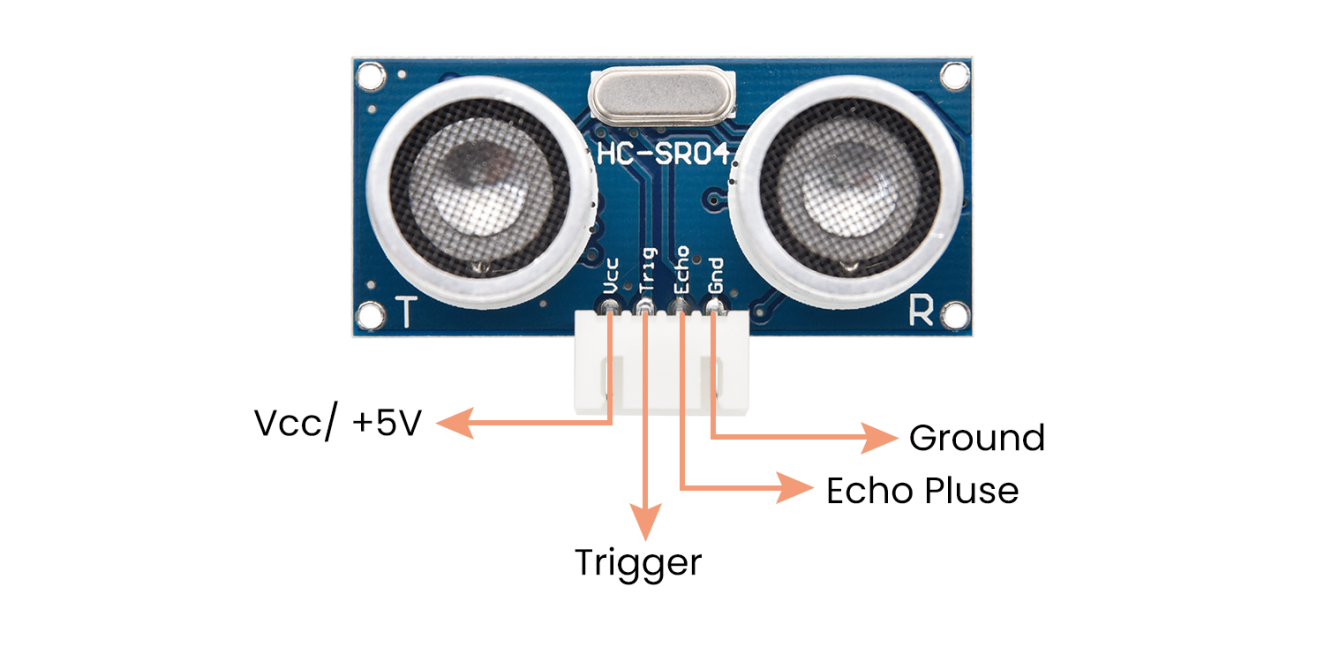 HC-SR04
Vcc
Trig
Echo
Gnd
T
R
Vcc/ +5V
Ground
Echo Pluse
Trigger